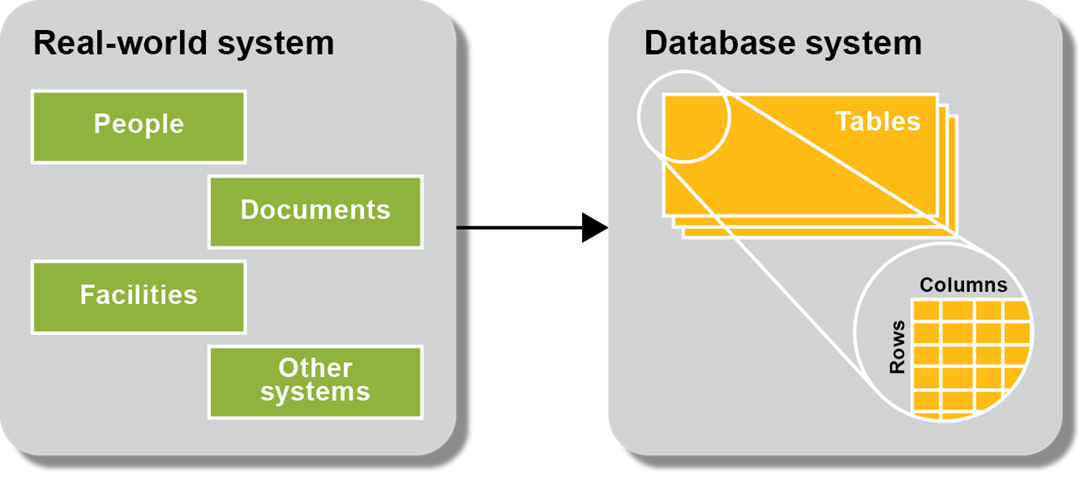 Real-world system
People
Documents
Facilities
Other
systems
Database system
Tables
Columns
Rows